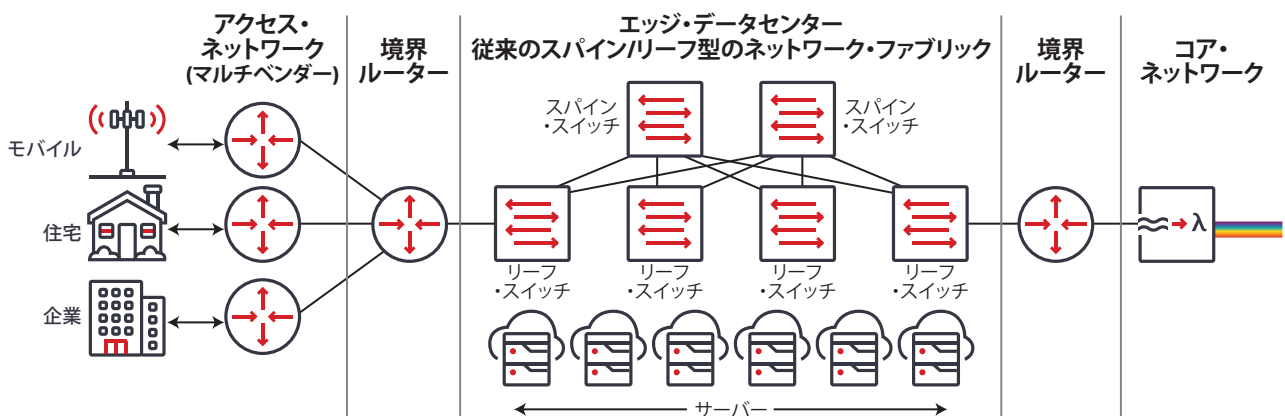 アクセス・
ネットワーク
(マルチベンダー)
境界
ルーター
エッジ・データセンター
従来のスパイン/リーフ型のネットワーク・ファブリック
境界
ルーター
コア・
ネットワーク
モバイル
住宅
企業
スパイン
・スイッチ
スパイン
・スイッチ
リーフ
・スイッチ
リーフ
・スイッチ
リーフ
・スイッチ
リーフ
・スイッチ
λ
サーバー